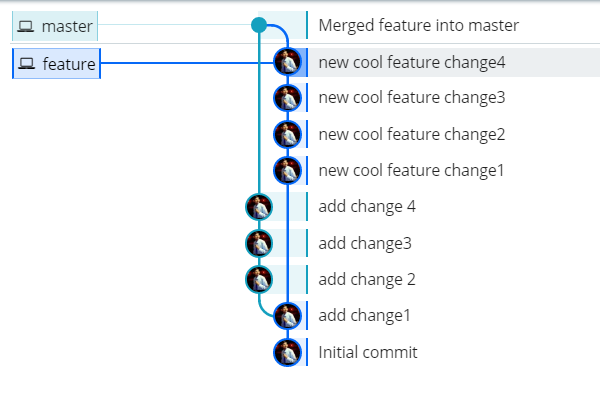 master
Merged feature into master
feature
new cool feature change4
new cool feature change3
new cool feature change2
new cool feature change1
add change 4
add change3
add change 2
add change1
Initial commit